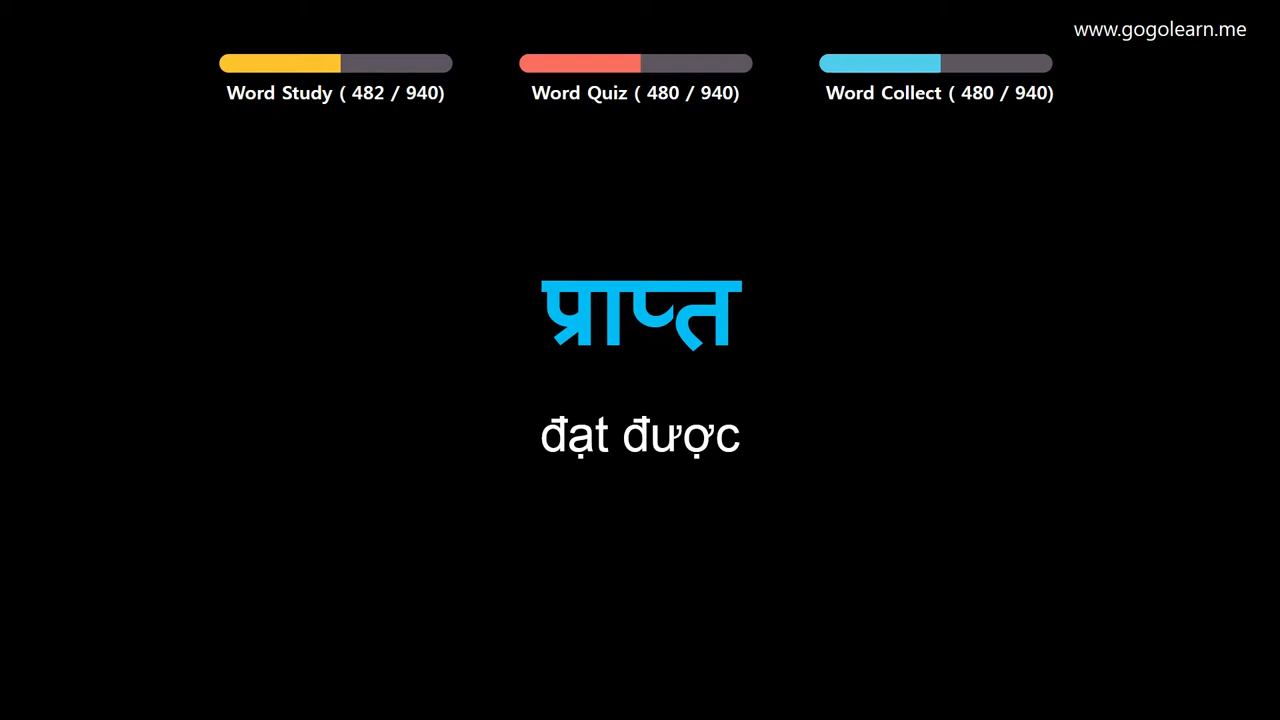 www.gogolearn.me
Word Study ( 482 / 940)
Word Quiz ( 480 / 940)
Word Collect ( 480 / 940)
प्राप्त
đạt được